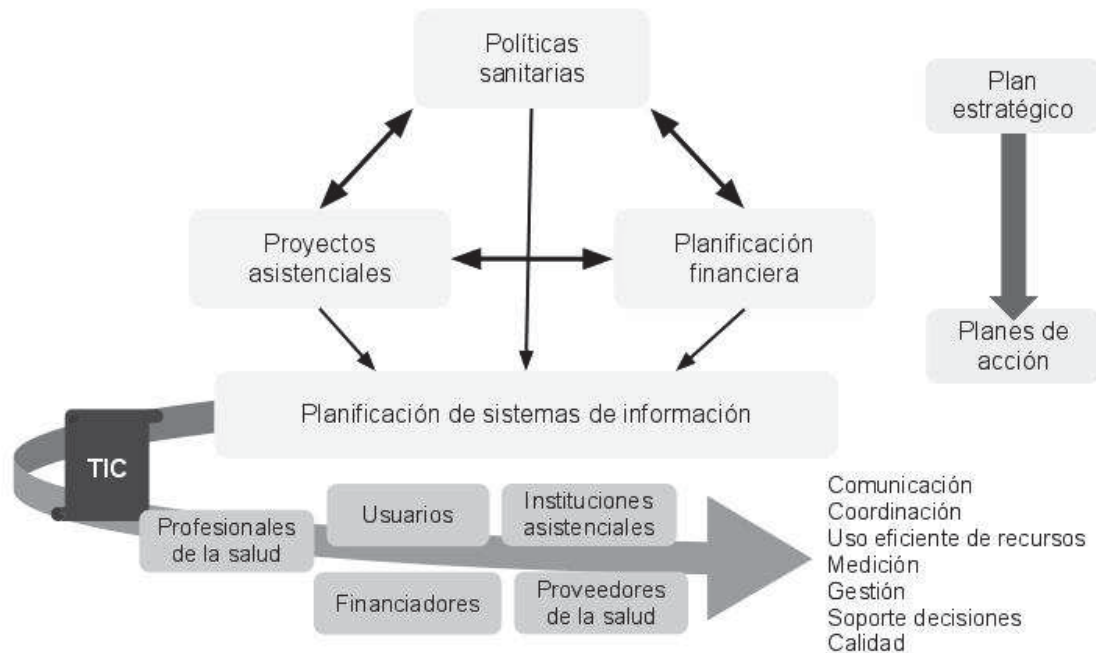 Políticas
sanitarias
Plan
estratégico
Proyectos
asistenciales
Planificación
financiera
Planes de
acción
Planificación de sistemas de información
TIC
Profesionales
de la salud
Usuarios
Instituciones
asistenciales
Financiadores
Proveedores
de la salud
Comunicación
Coordinación
Uso eficiente de recursos
Medición
Gestión
Soporte decisiones
Calidad